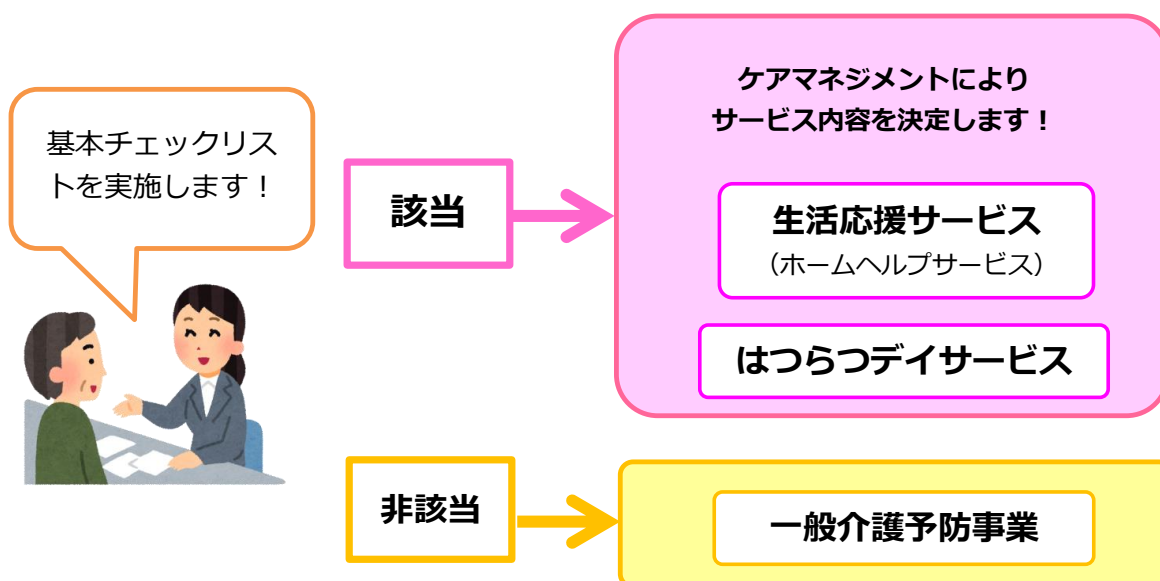 基本チェックリス
トを実施します！
該当
ケアマネジメントにより
サービス内容を決定します！
生活応援サービス
（ホームヘルプサービス）
はつらつデイサービス
非該当
一般介護予防事業